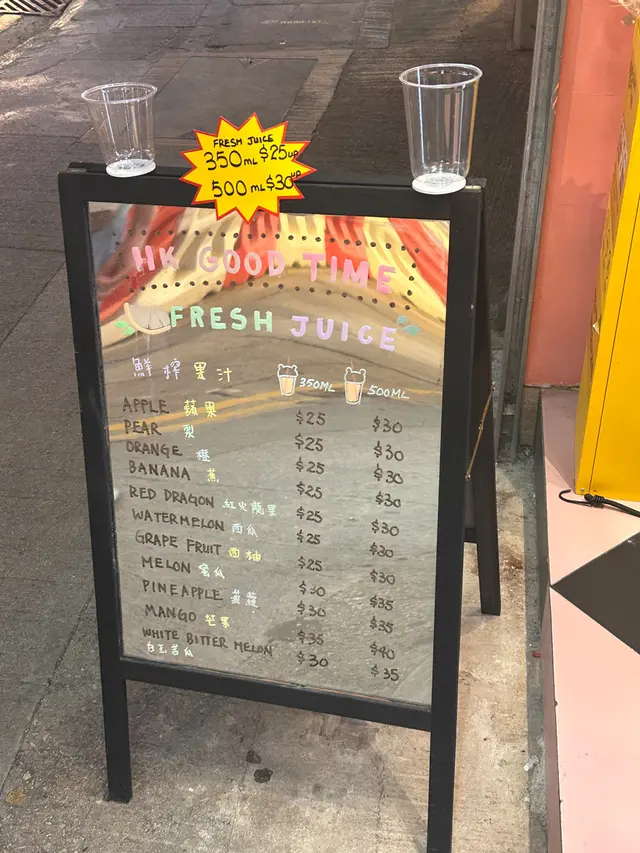 FRESH JUICE
350ML $25up
500ML $30up
HK GOOD TIME
FRESH JUICE
鮮榨果汁 350ML 500ML
APPLE 蘋果 $25 $30
PEAR 梨 $25 $30
ORANGE 橙 $25 $30
BANANA 蕉 $25 $30
RED DRAGON 紅火龍果 $25 $30
WATERMELON 西瓜 $25 $30
GRAPE FRUIT 西柚 $25 $30
MELON 蜜瓜 $30 $35
PINEAPPLE 菠蘿 $30 $35
MANGO 芒果 $35 $40
WHITE BITTER MELON $30 $35
白玉苦瓜